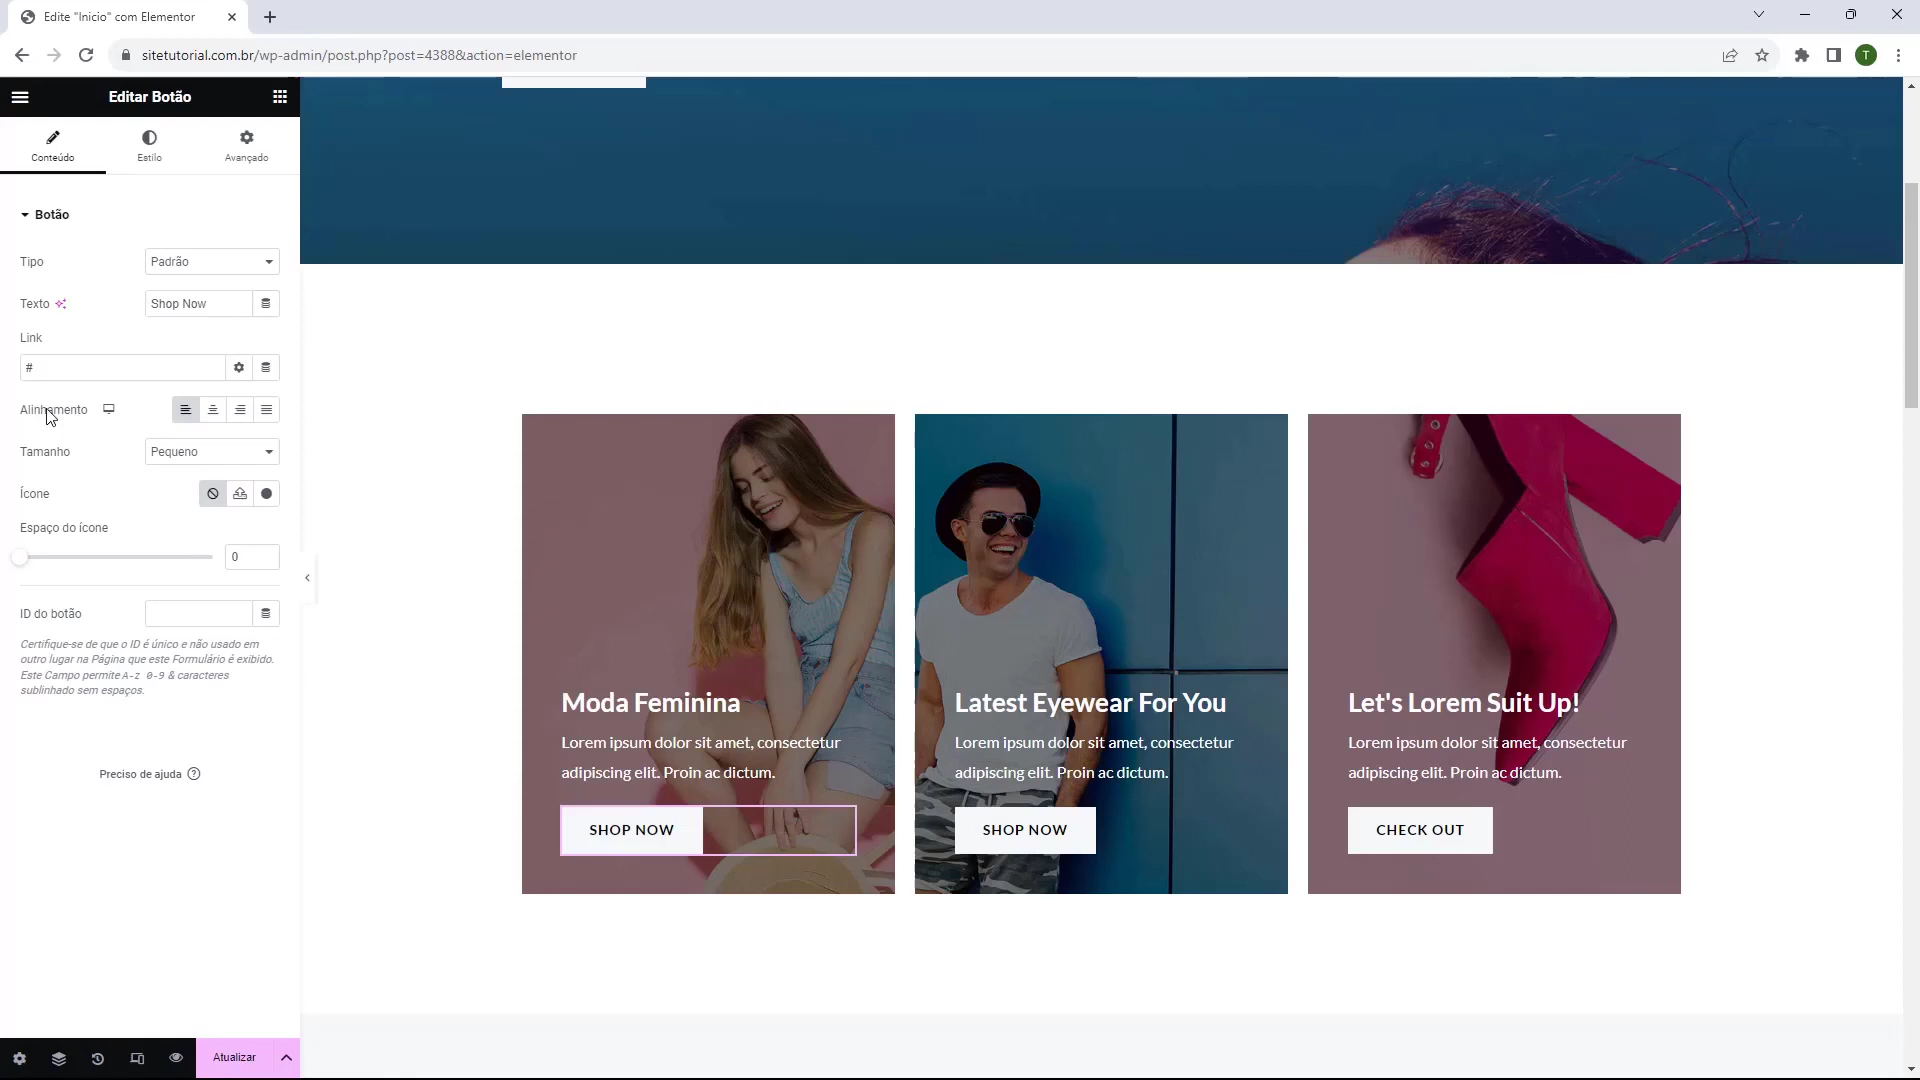 Edite "Inicio" com Elementor
sitetutorial.com.br/wp-admin/post.php?post=4388&action=elementor
T
Editar Botão
Conteúdo
Estilo
Avançado
Botão
Tipo
Padrão
Texto
Shop Now
Link
#
Alinhamento
Tamanho
Pequeno
Ícone
Espaço do ícone
0
ID do botão
Certifique-se de que o ID é único e não usado em
outro lugar na Página que este Formulário é exibido.
Este Campo permite A-z 0-9 & caracteres
sublinhado sem espaços.
Preciso de ajuda
Atualizar
Moda Feminina
Lorem ipsum dolor sit amet, consectetur
adipiscing elit. Proin ac dictum.
SHOP NOW
Latest Eyewear For You
Lorem ipsum dolor sit amet, consectetur
adipiscing elit. Proin ac dictum.
SHOP NOW
Let's Lorem Suit Up!
Lorem ipsum dolor sit amet, consectetur
adipiscing elit. Proin ac dictum.
CHECK OUT